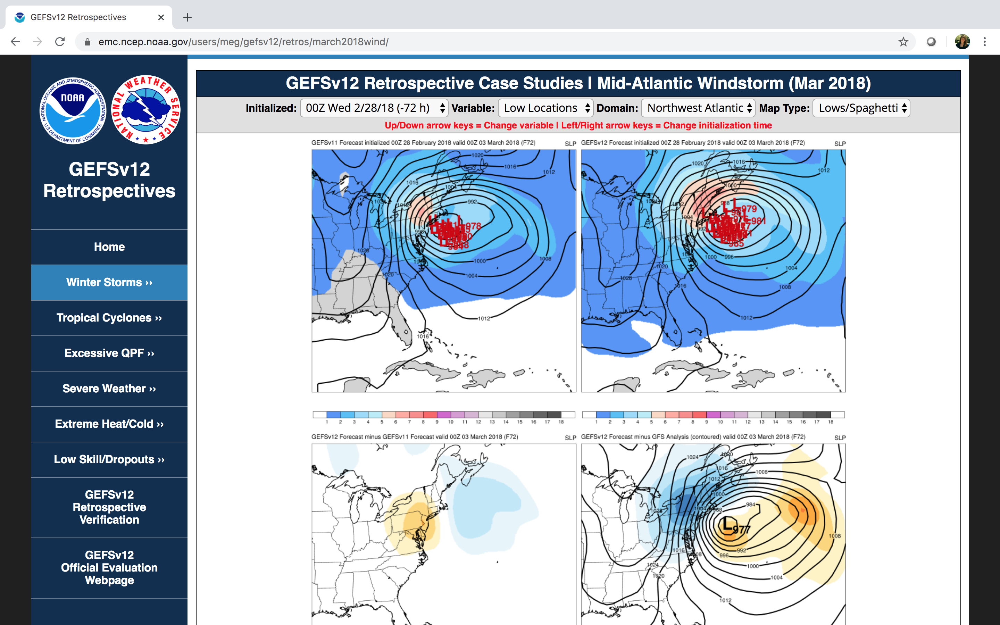 GEFSv12 Retrospectives
emc.ncep.noaa.gov/users/meg/gefsv12/retros/march2018wind/
NATIONAL OCEANIC AND ATMOSPHERIC ADMINISTRATION
NOAA
U.S. DEPARTMENT OF COMMERCE
NATIONAL WEATHER SERVICE
GEFSv12
Retrospectives
Home
Winter Storms ››
Tropical Cyclones ››
Excessive QPF ››
Severe Weather ››
Extreme Heat/Cold ››
Low Skill/Dropouts ››
GEFSv12
Retrospective
Verification
GEFSv12
Official Evaluation
Webpage
GEFSv12 Retrospective Case Studies | Mid-Atlantic Windstorm (Mar 2018)
Initialized: 00Z Wed 2/28/18 (-72 h) Variable: Low Locations Domain: Northwest Atlantic Map Type: Lows/Spaghetti
Up/Down arrow keys = Change variable | Left/Right arrow keys = Change initialization time
GEFSv11 Forecast initialized 00Z 28 February 2018 valid 00Z 03 March 2018 (F72) SLP
1020
1016
1012
1016
992
978
1028
1008
1000
1004
1020
1012
1016
1 2 3 4 5 6 7 8 9 10 11 12 13 14 15 16 17 18
GEFSv12 Forecast initialized 00Z 28 February 2018 valid 00Z 03 March 2018 (F72) SLP
1020
1016
1012
1000
988
L 979
1004
981
992
985
1000
996
1020
1004
1028
1016
1008
1012
1 2 3 4 5 6 7 8 9 10 11 12 13 14 15 16 17 18
GEFSv12 Forecast minus GEFSv11 Forecast valid 00Z 03 March 2018 (F72) SLP
GEFSv12 Forecast minus GFS Analysis (contoured) valid 00Z 03 March 2018 (F72) SLP
1024
1020
1016
1008
1012
1000
984
1004
988
1028
L 977
1008
1016
992
996
1024
1000
1020
1004
1012